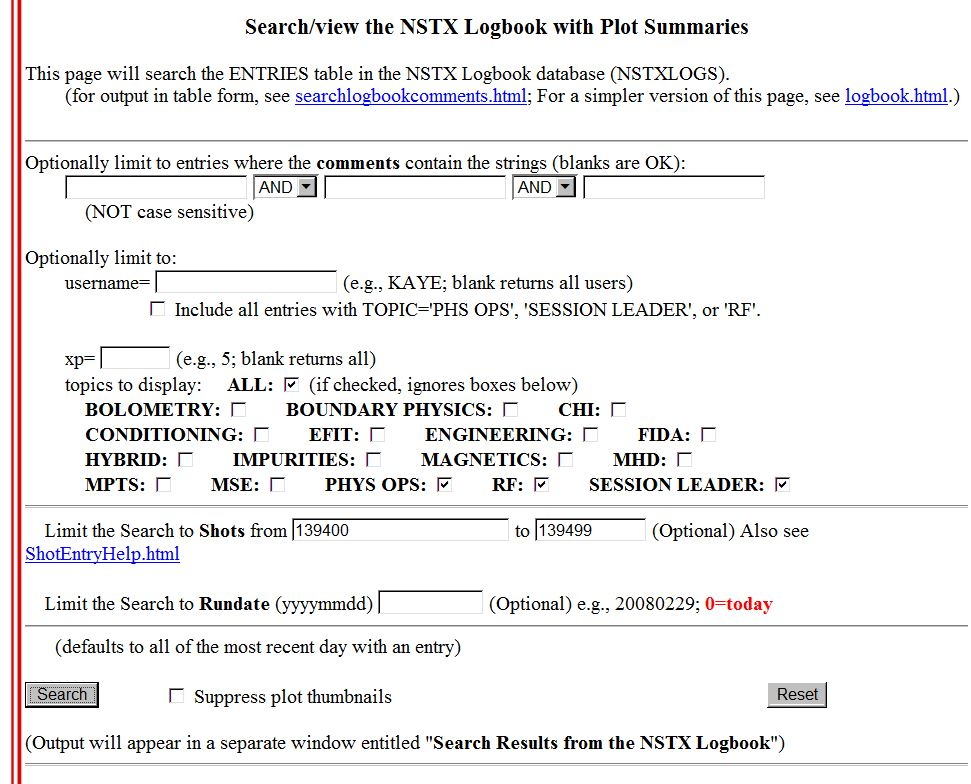 Search/view the NSTX Logbook with Plot Summaries
This page will search the ENTRIES table in the NSTX Logbook database (NSTXLOGS).
(for output in table form, see searchlogbookcomments.html; For a simpler version of this page, see logbook.html.)
Optionally limit to entries where the comments contain the strings (blanks are OK):
AND AND
(NOT case sensitive)
Optionally limit to:
username= (e.g., KAYE; blank returns all users)
Include all entries with TOPIC='PHS OPS', 'SESSION LEADER', or 'RF'.
xp= (e.g., 5; blank returns all)
topics to display: ALL: (if checked, ignores boxes below)
BOLOMETRY: BOUNDARY PHYSICS: CHI:
CONDITIONING: EFIT: ENGINEERING: FIDA:
HYBRID: IMPURITIES: MAGNETICS: MHD:
MPTS: MSE: PHYS OPS: RF: SESSION LEADER:
Limit the Search to Shots from 139400 to 139499 (Optional) Also see
ShotEntryHelp.html
Limit the Search to Rundate (yyyymmdd) (Optional) e.g., 20080229; 0=today
(defaults to all of the most recent day with an entry)
Search Suppress plot thumbnails Reset
(Output will appear in a separate window entitled "Search Results from the NSTX Logbook")